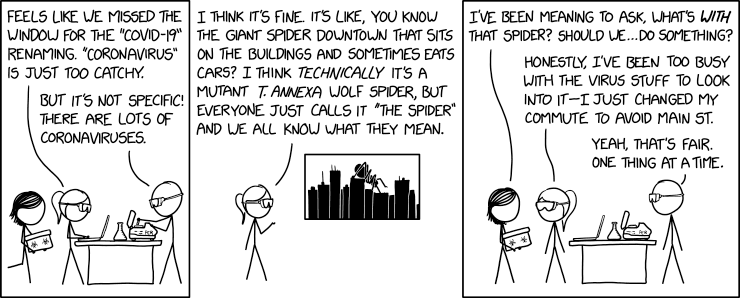 FEELS LIKE WE MISSED THE
WINDOW FOR THE "COVID-19"
RENAMING. "CORONAVIRUS"
IS JUST TOO CATCHY.
BUT IT'S NOT SPECIFIC!
THERE ARE LOTS OF
CORONAVIRUSES.
I THINK IT'S FINE. IT'S LIKE, YOU KNOW
THE GIANT SPIDER DOWNTOWN THAT SITS
ON THE BUILDINGS AND SOMETIMES EATS
CARS? I THINK TECHNICALLY IT'S A
MUTANT T. ANNEXA WOLF SPIDER, BUT
EVERYONE JUST CALLS IT "THE SPIDER"
AND WE ALL KNOW WHAT THEY MEAN.
I'VE BEEN MEANING TO ASK, WHAT'S WITH
THAT SPIDER? SHOULD WE...DO SOMETHING?
HONESTLY, I'VE BEEN TOO BUSY
WITH THE VIRUS STUFF TO LOOK
INTO IT—I JUST CHANGED MY
COMMUTE TO AVOID MAIN ST.
YEAH, THAT'S FAIR.
ONE THING AT A TIME.